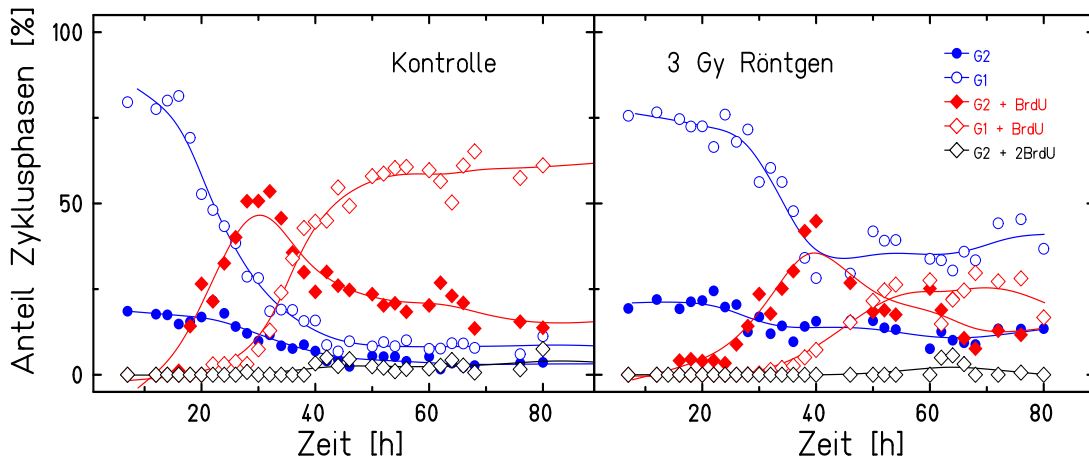 Anteil Zyklusphasen [%]
100
50
0
Kontrolle
3 Gy Röntgen
G2
G1
G2 + BrdU
G1 + BrdU
G2 + 2BrdU
20 40 60 80
20 40 60 80
Zeit [h]
Zeit [h]